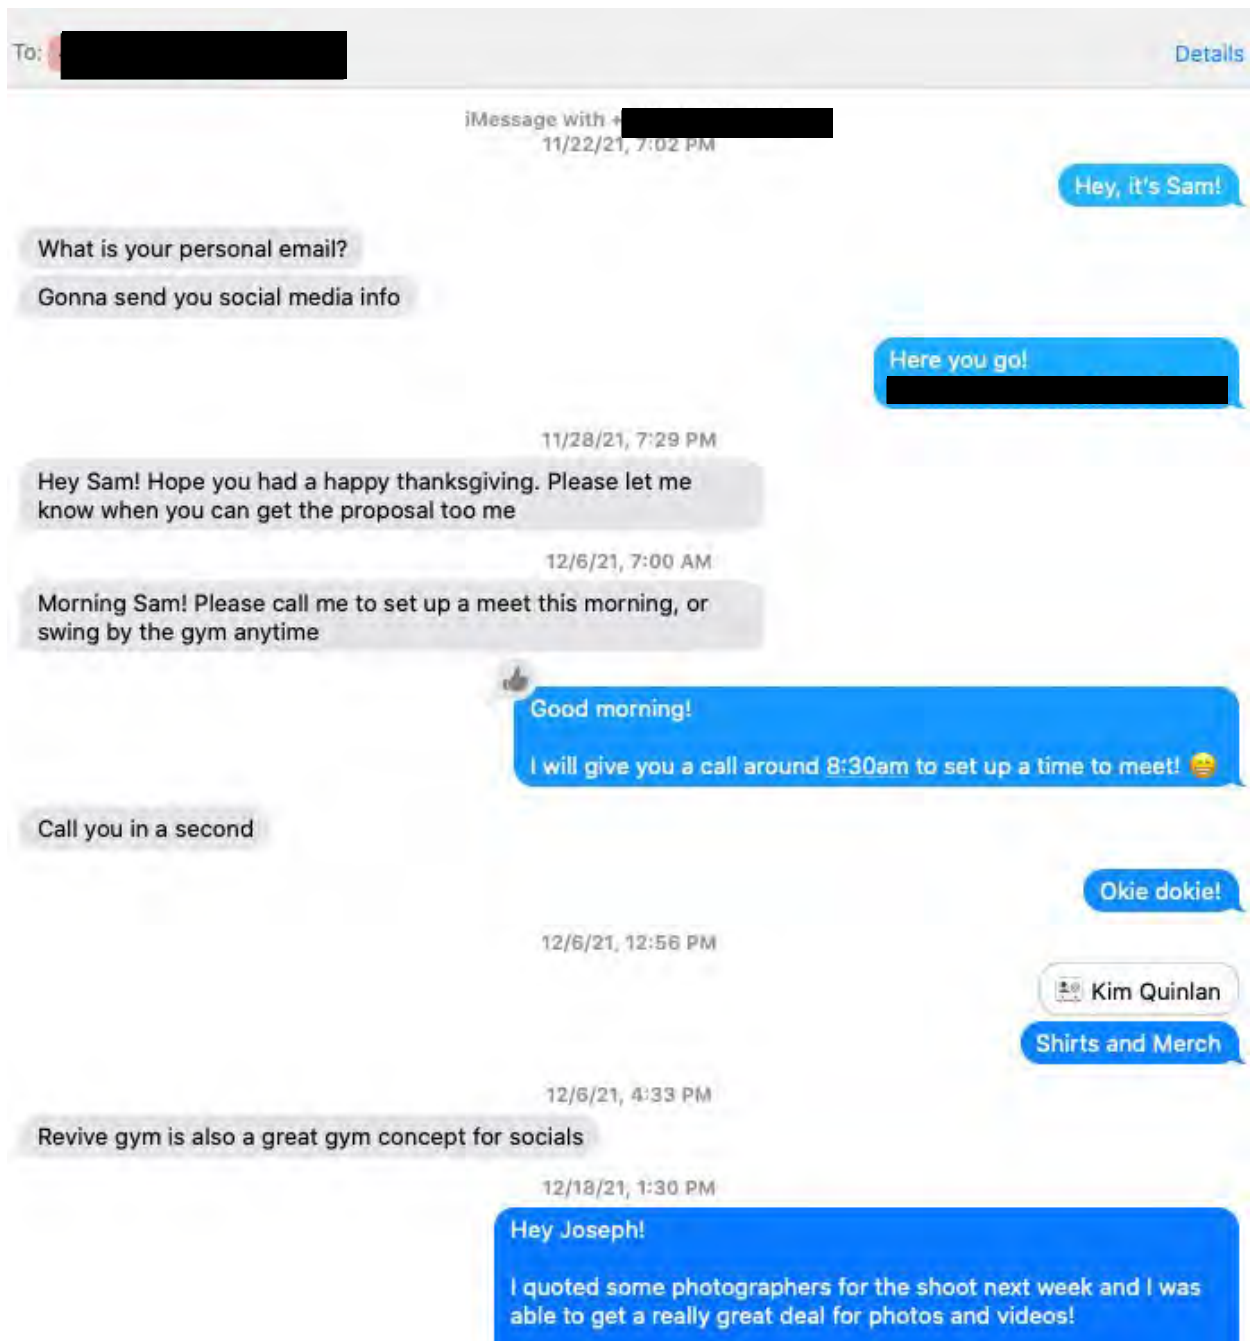 To:
Details
iMessage with +
11/22/21, 7:02 PM
Hey, it's Sam!
What is your personal email?
Gonna send you social media info
Here you go!
11/28/21, 7:29 PM
Hey Sam! Hope you had a happy thanksgiving. Please let me
know when you can get the proposal too me
12/6/21, 7:00 AM
Morning Sam! Please call me to set up a meet this morning, or
swing by the gym anytime
Good morning!
I will give you a call around 8:30am to set up a time to meet! 😄
Call you in a second
Okie dokie!
12/6/21, 12:56 PM
Kim Quinlan
Shirts and Merch
12/6/21, 4:33 PM
Revive gym is also a great gym concept for socials
12/18/21, 1:30 PM
Hey Joseph!
I quoted some photographers for the shoot next week and I was
able to get a really great deal for photos and videos!